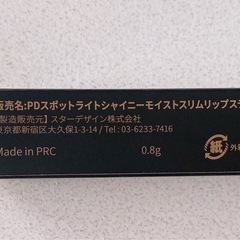 販売名:PDスポットライトシャイニーモイストスリムリップステ
製造販売元】スターデザイン株式会社
東京都新宿区大久保1-3-14 / Tel : 03-6233-7416
Made in PRC 0.8g
紙 外箱